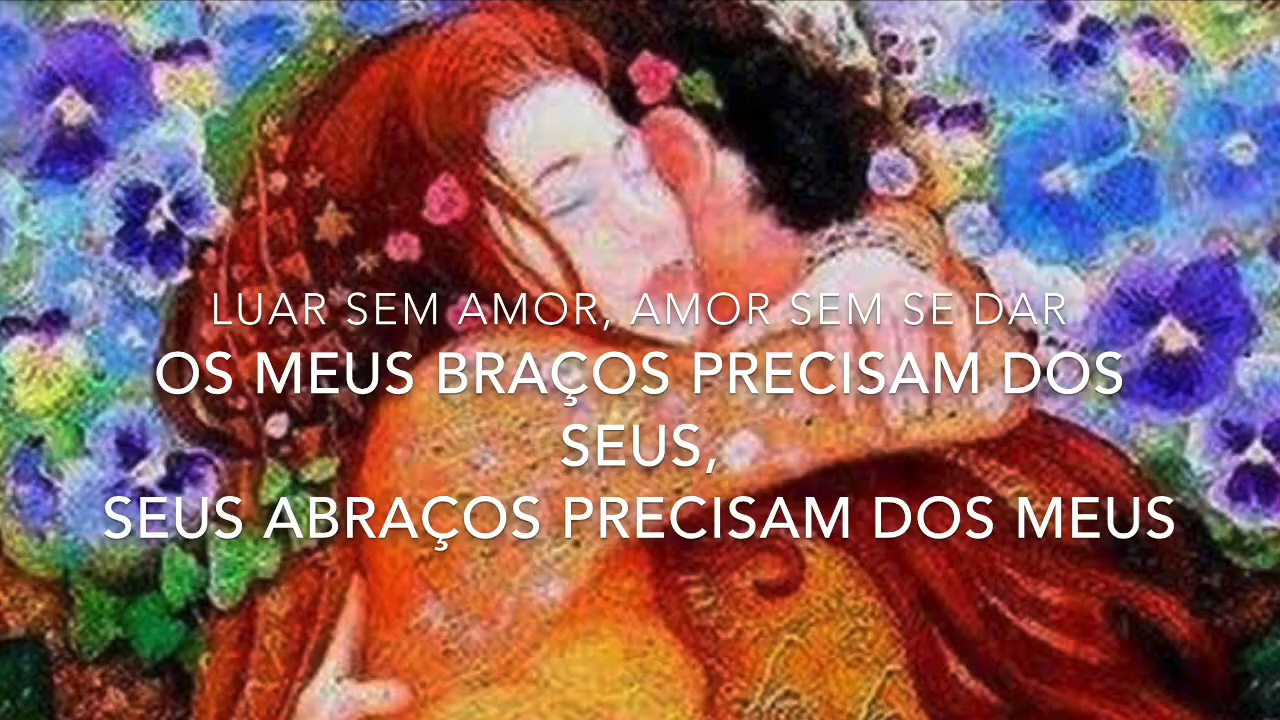 LUAR SEM AMOR, AMOR SEM SE DAR
OS MEUS BRAÇOS PRECISAM DOS
SEUS,
SEUS ABRAÇOS PRECISAM DOS MEUS